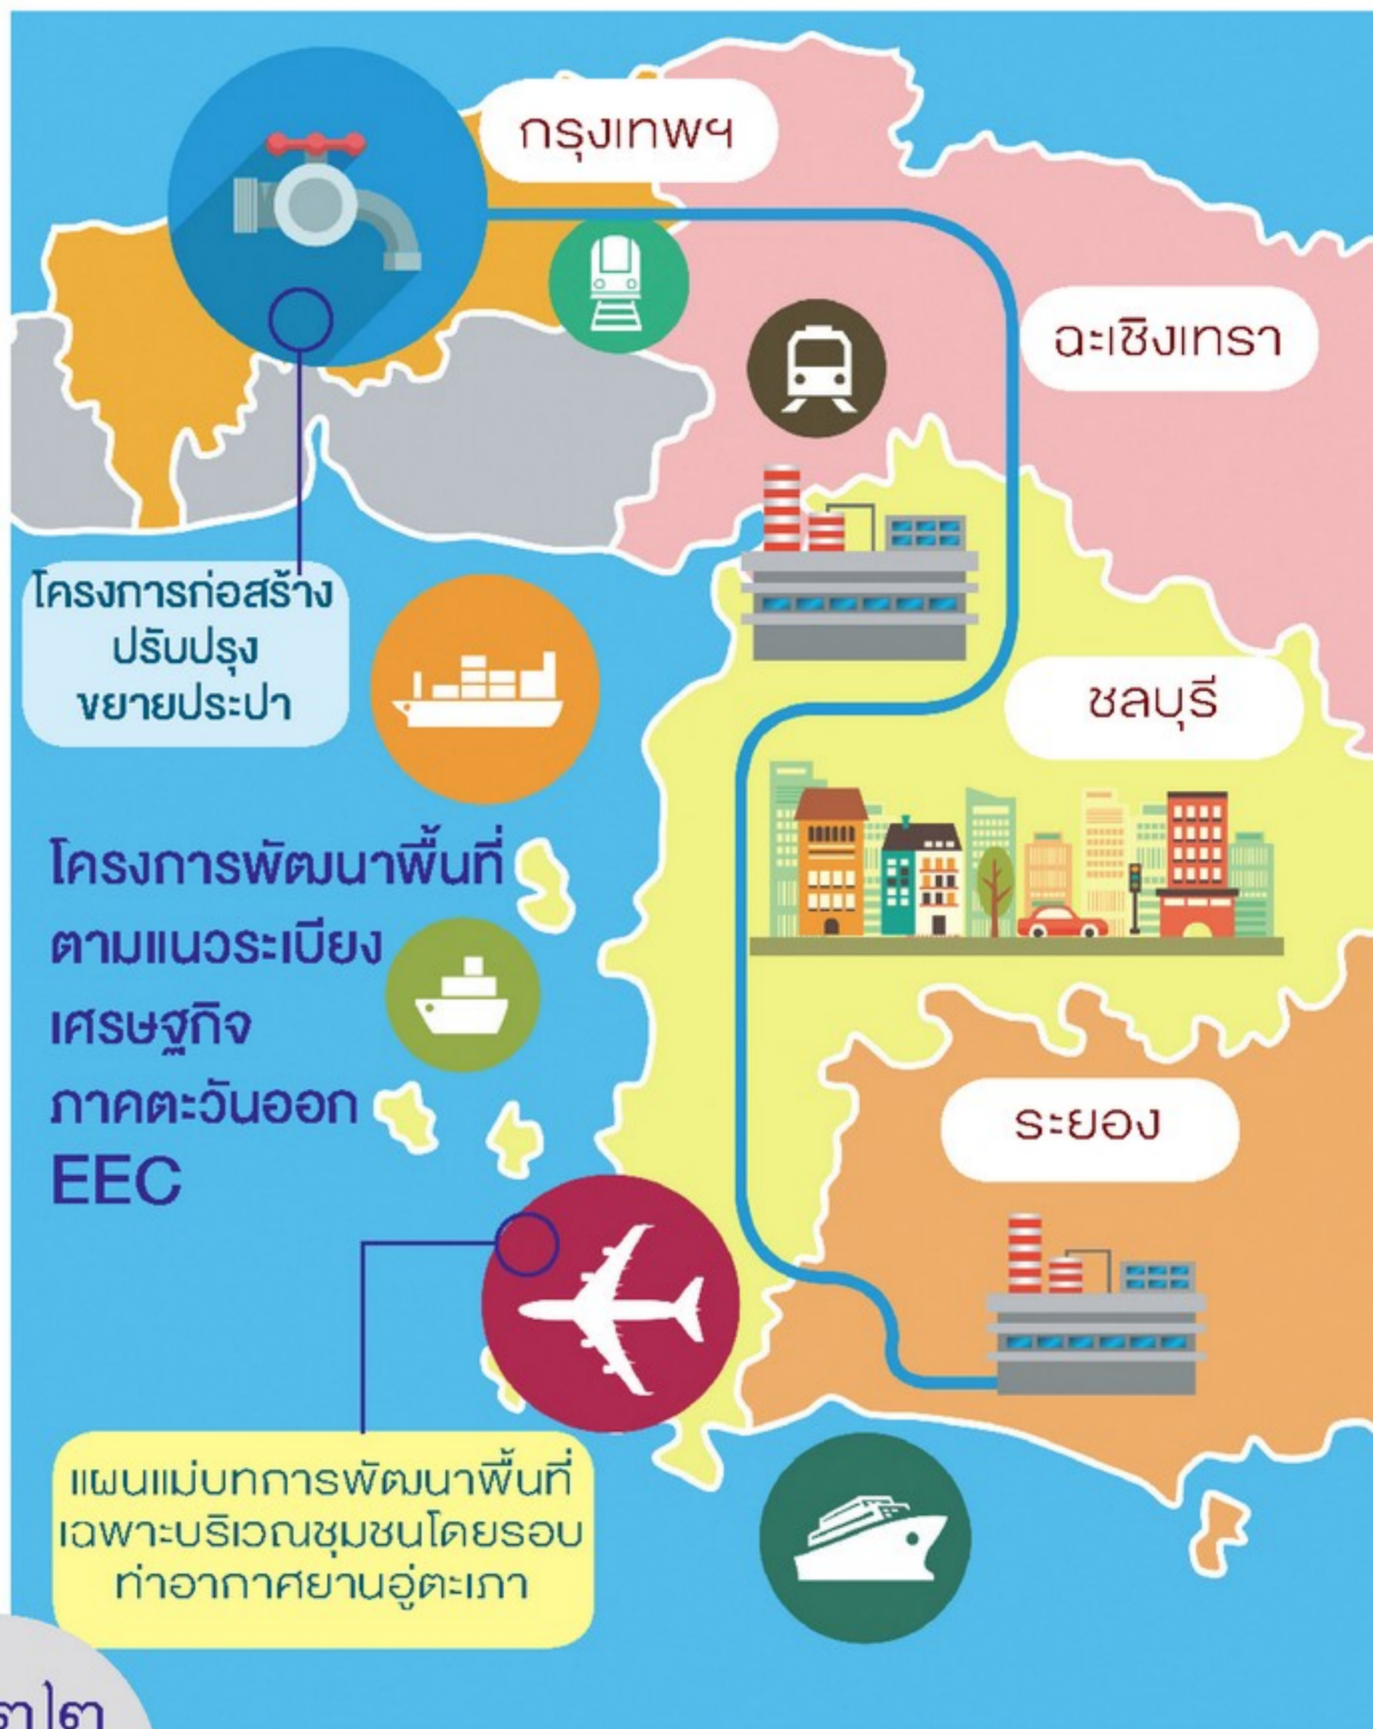 กรุงเทพฯ
ฉะเชิงเทรา
โครงการก่อสร้าง
ปรับปรุง
ขยายประปา
ชลบุรี
โครงการพัฒนาพื้นที่
ตามแนวระเบียง
เศรษฐกิจ
ภาคตะวันออก
EEC
ระยอง
แผนแม่บทการพัฒนาพื้นที่
เฉพาะบริเวณชุมชนโดยรอบ
ท่าอากาศยานอู่ตะเภา